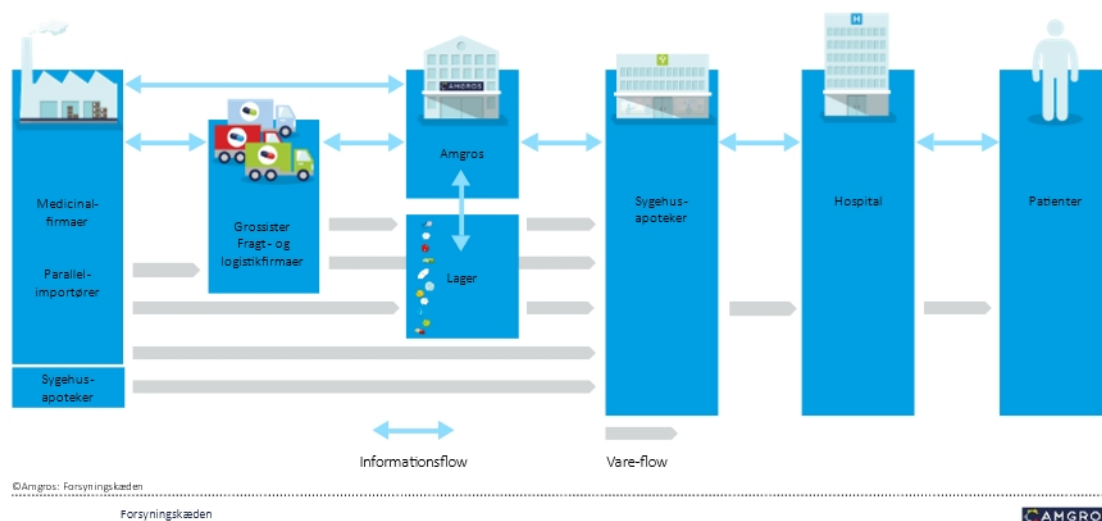 H
AMGROS
Medicinal-
firmaer
Parallel-
importører
Sygehus-
apoteker
Grossister
Fragt- og
logistikfirmaer
Amgros
Lager
Sygehus-
apoteker
Hospital
Patienter
Informationsflow
Vare-flow
©Amgros: Forsyningskæden
Forsyningskæden
AMGRO